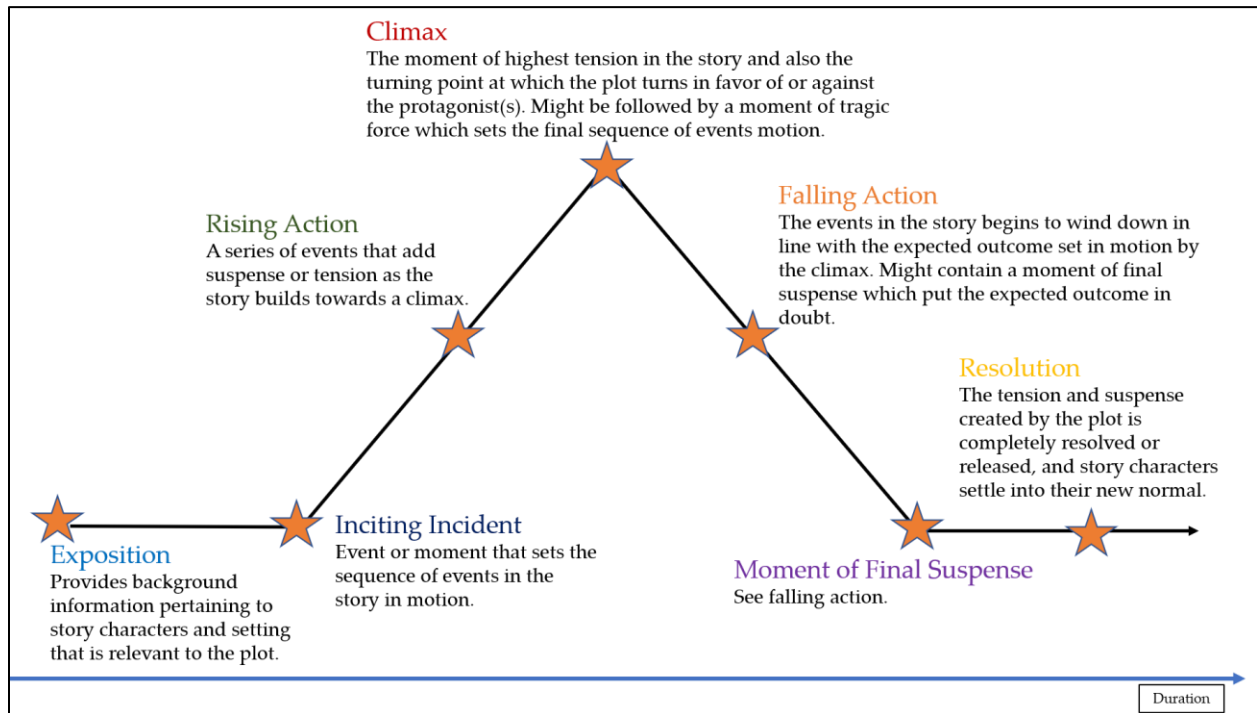 Climax
The moment of highest tension in the story and also the
turning point at which the plot turns in favor of or against
the protagonist(s). Might be followed by a moment of tragic
force which sets the final sequence of events motion.
Rising Action
A series of events that add
suspense or tension as the
story builds towards a climax.
Falling Action
The events in the story begins to wind down in
line with the expected outcome set in motion by
the climax. Might contain a moment of final
suspense which put the expected outcome in
doubt.
Resolution
The tension and suspense
created by the plot is
completely resolved or
released, and story characters
settle into their new normal.
Exposition
Provides background
information pertaining to
story characters and setting
that is relevant to the plot.
Inciting Incident
Event or moment that sets the
sequence of events in the
story in motion.
Moment of Final Suspense
See falling action.
Duration